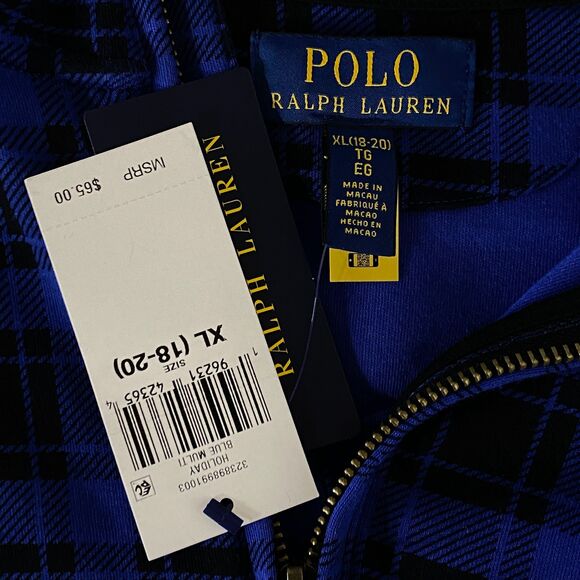 POLO
RALPH LAUREN
XL(18-20)
TG
EG
MADE IN
MACAU
FABRIQUÉ À
MACAO
HECHO EN
MACAO
RALPH LAUREN
MSRP
$65.00
323898991003
HOLIDAY
BLUE MULTI
1 96231 42365 4
SIZE
XL (18-20)